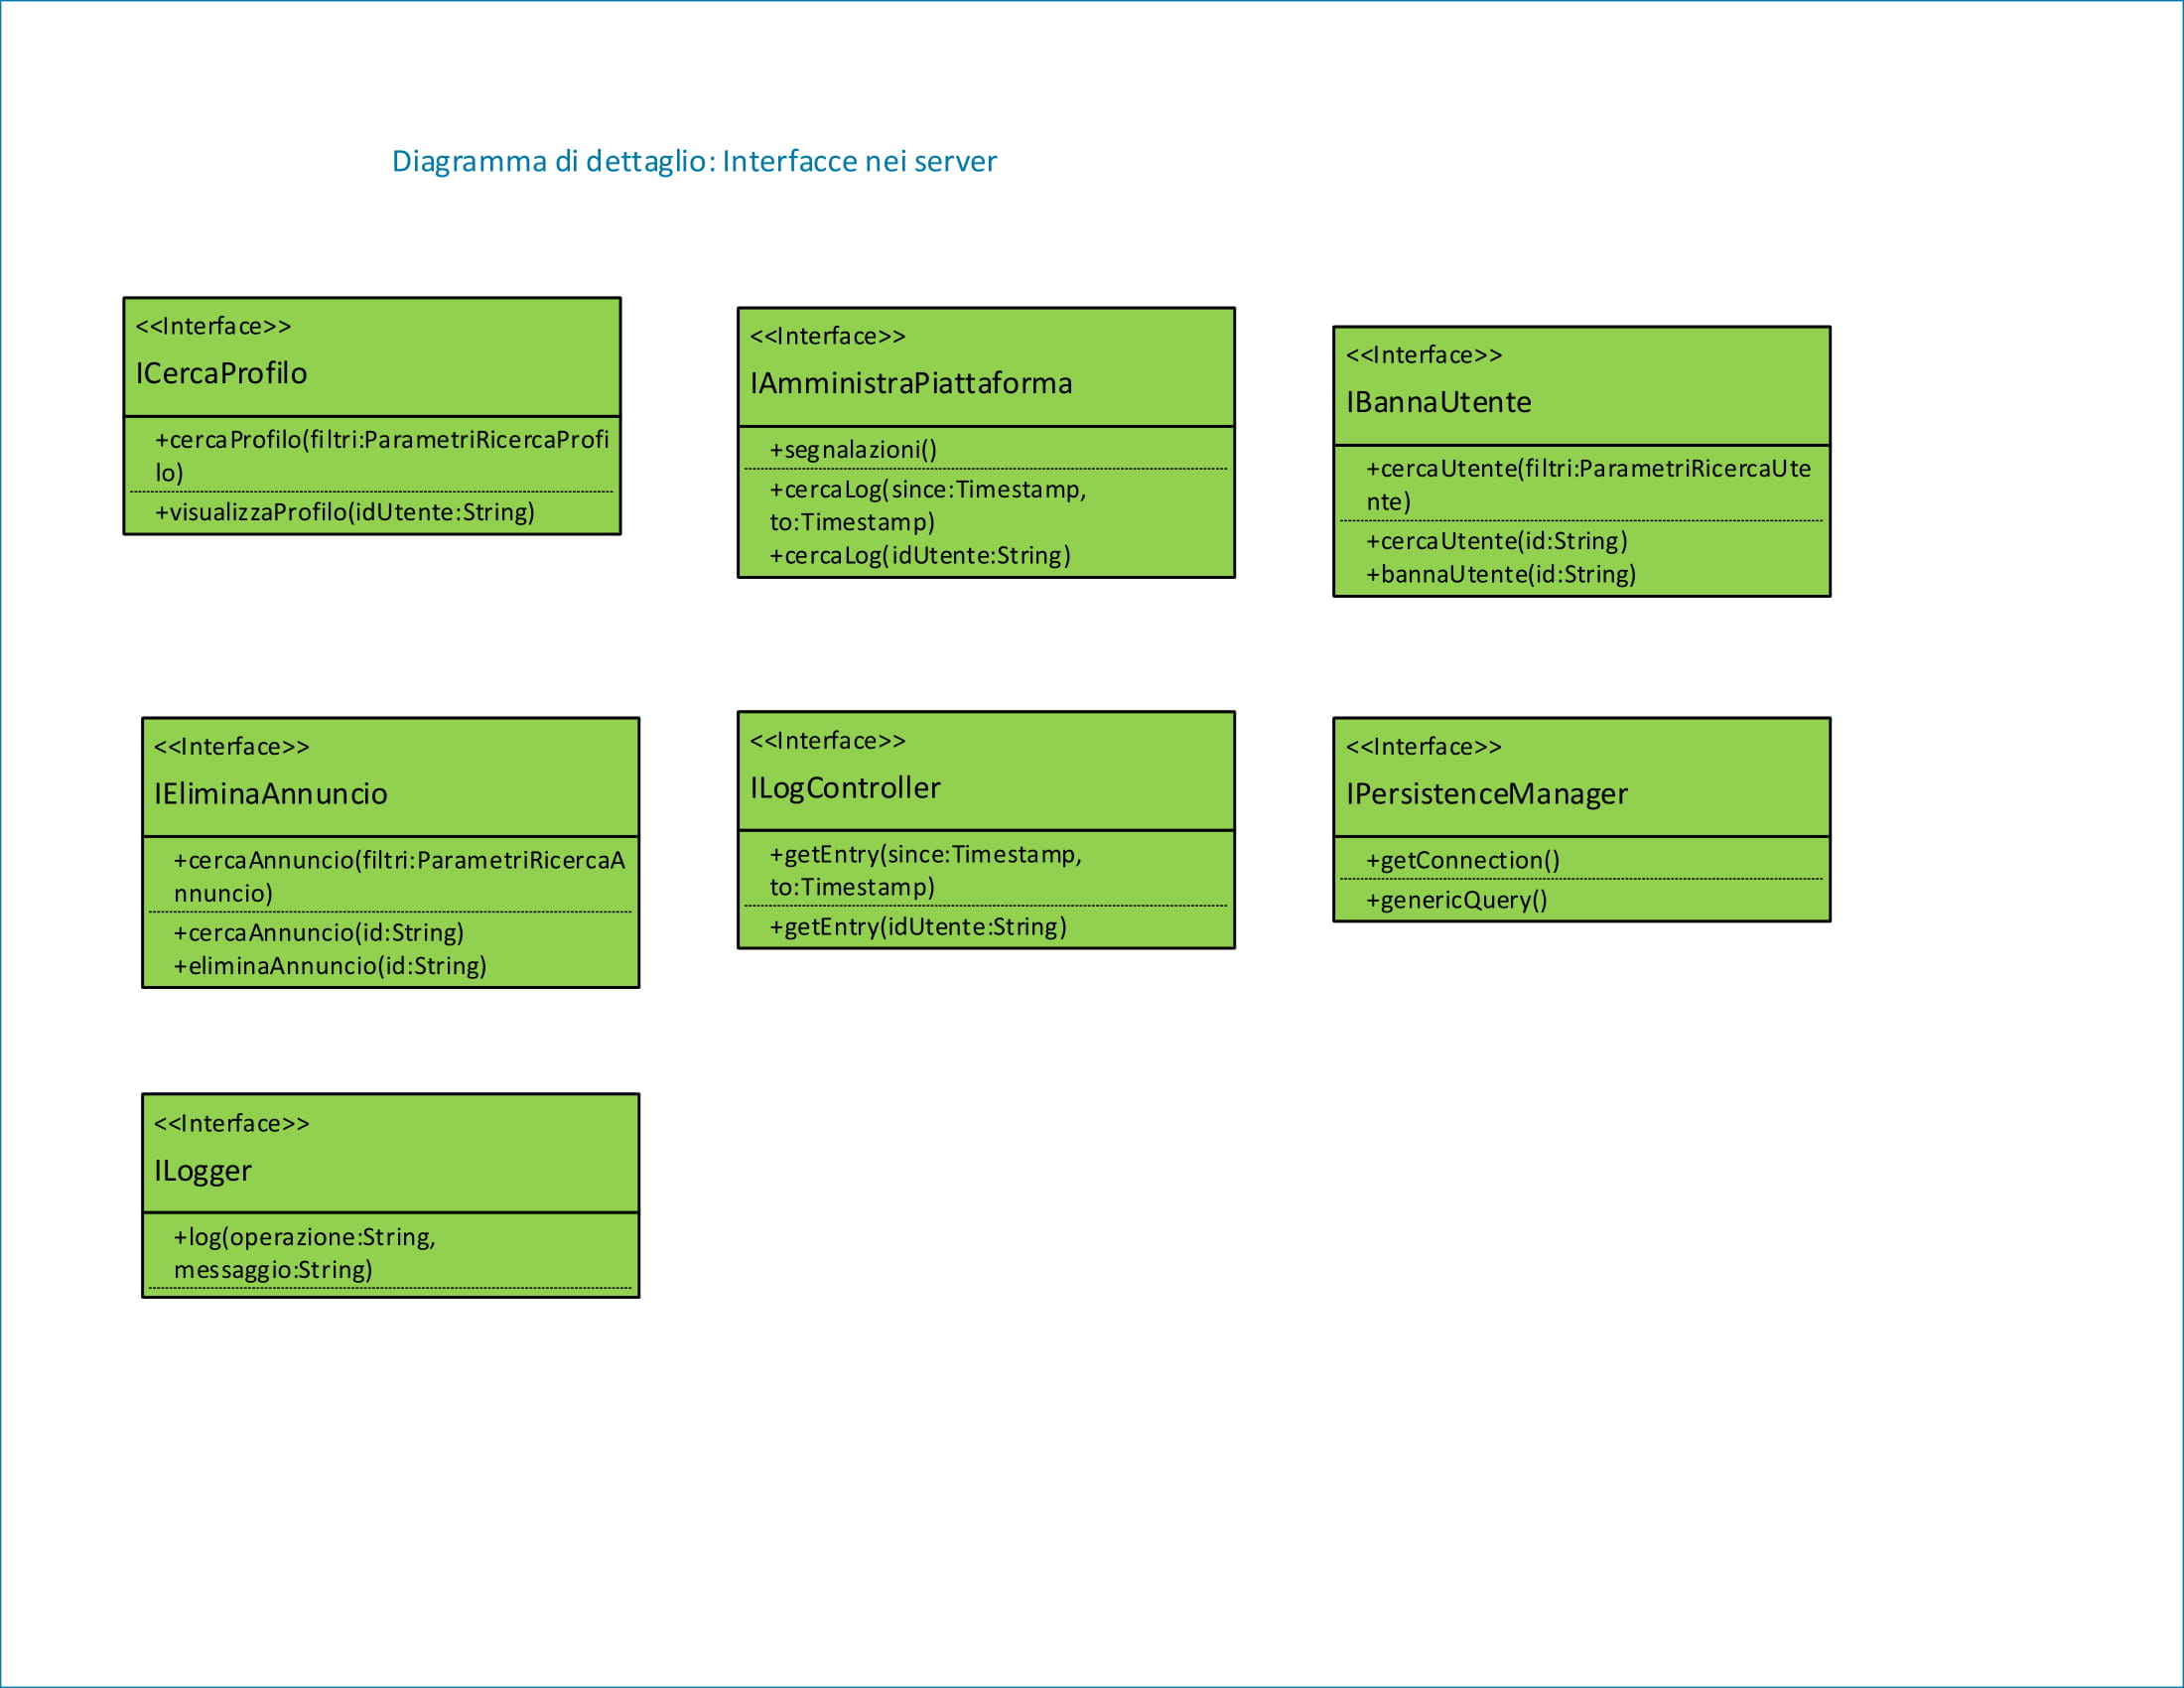 Diagramma di dettaglio: Interfacce nei server
<<Interface>>
ICercaProfilo
+cercaProfilo(filtri:ParametriRicercaProfi
lo)
+visualizzaProfilo(idUtente:String)
<<Interface>>
IAmministraPiattaforma
+segnalazioni()
+cercaLog(since:Timestamp,
to:Timestamp)
+cercaLog(idUtente:String)
<<Interface>>
IBannaUtente
+cercaUtente(filtri:ParametriRicercaUte
nte)
+cercaUtente(id:String)
+bannaUtente(id:String)
<<Interface>>
IEliminaAnnuncio
+cercaAnnuncio(filtri:ParametriRicercaA
nnuncio)
+cercaAnnuncio(id:String)
+eliminaAnnuncio(id:String)
<<Interface>>
ILogController
+getEntry(since:Timestamp,
to:Timestamp)
+getEntry(idUtente:String)
<<Interface>>
IPersistenceManager
+getConnection()
+genericQuery()
<<Interface>>
ILogger
+log(operazione:String,
messaggio:String)